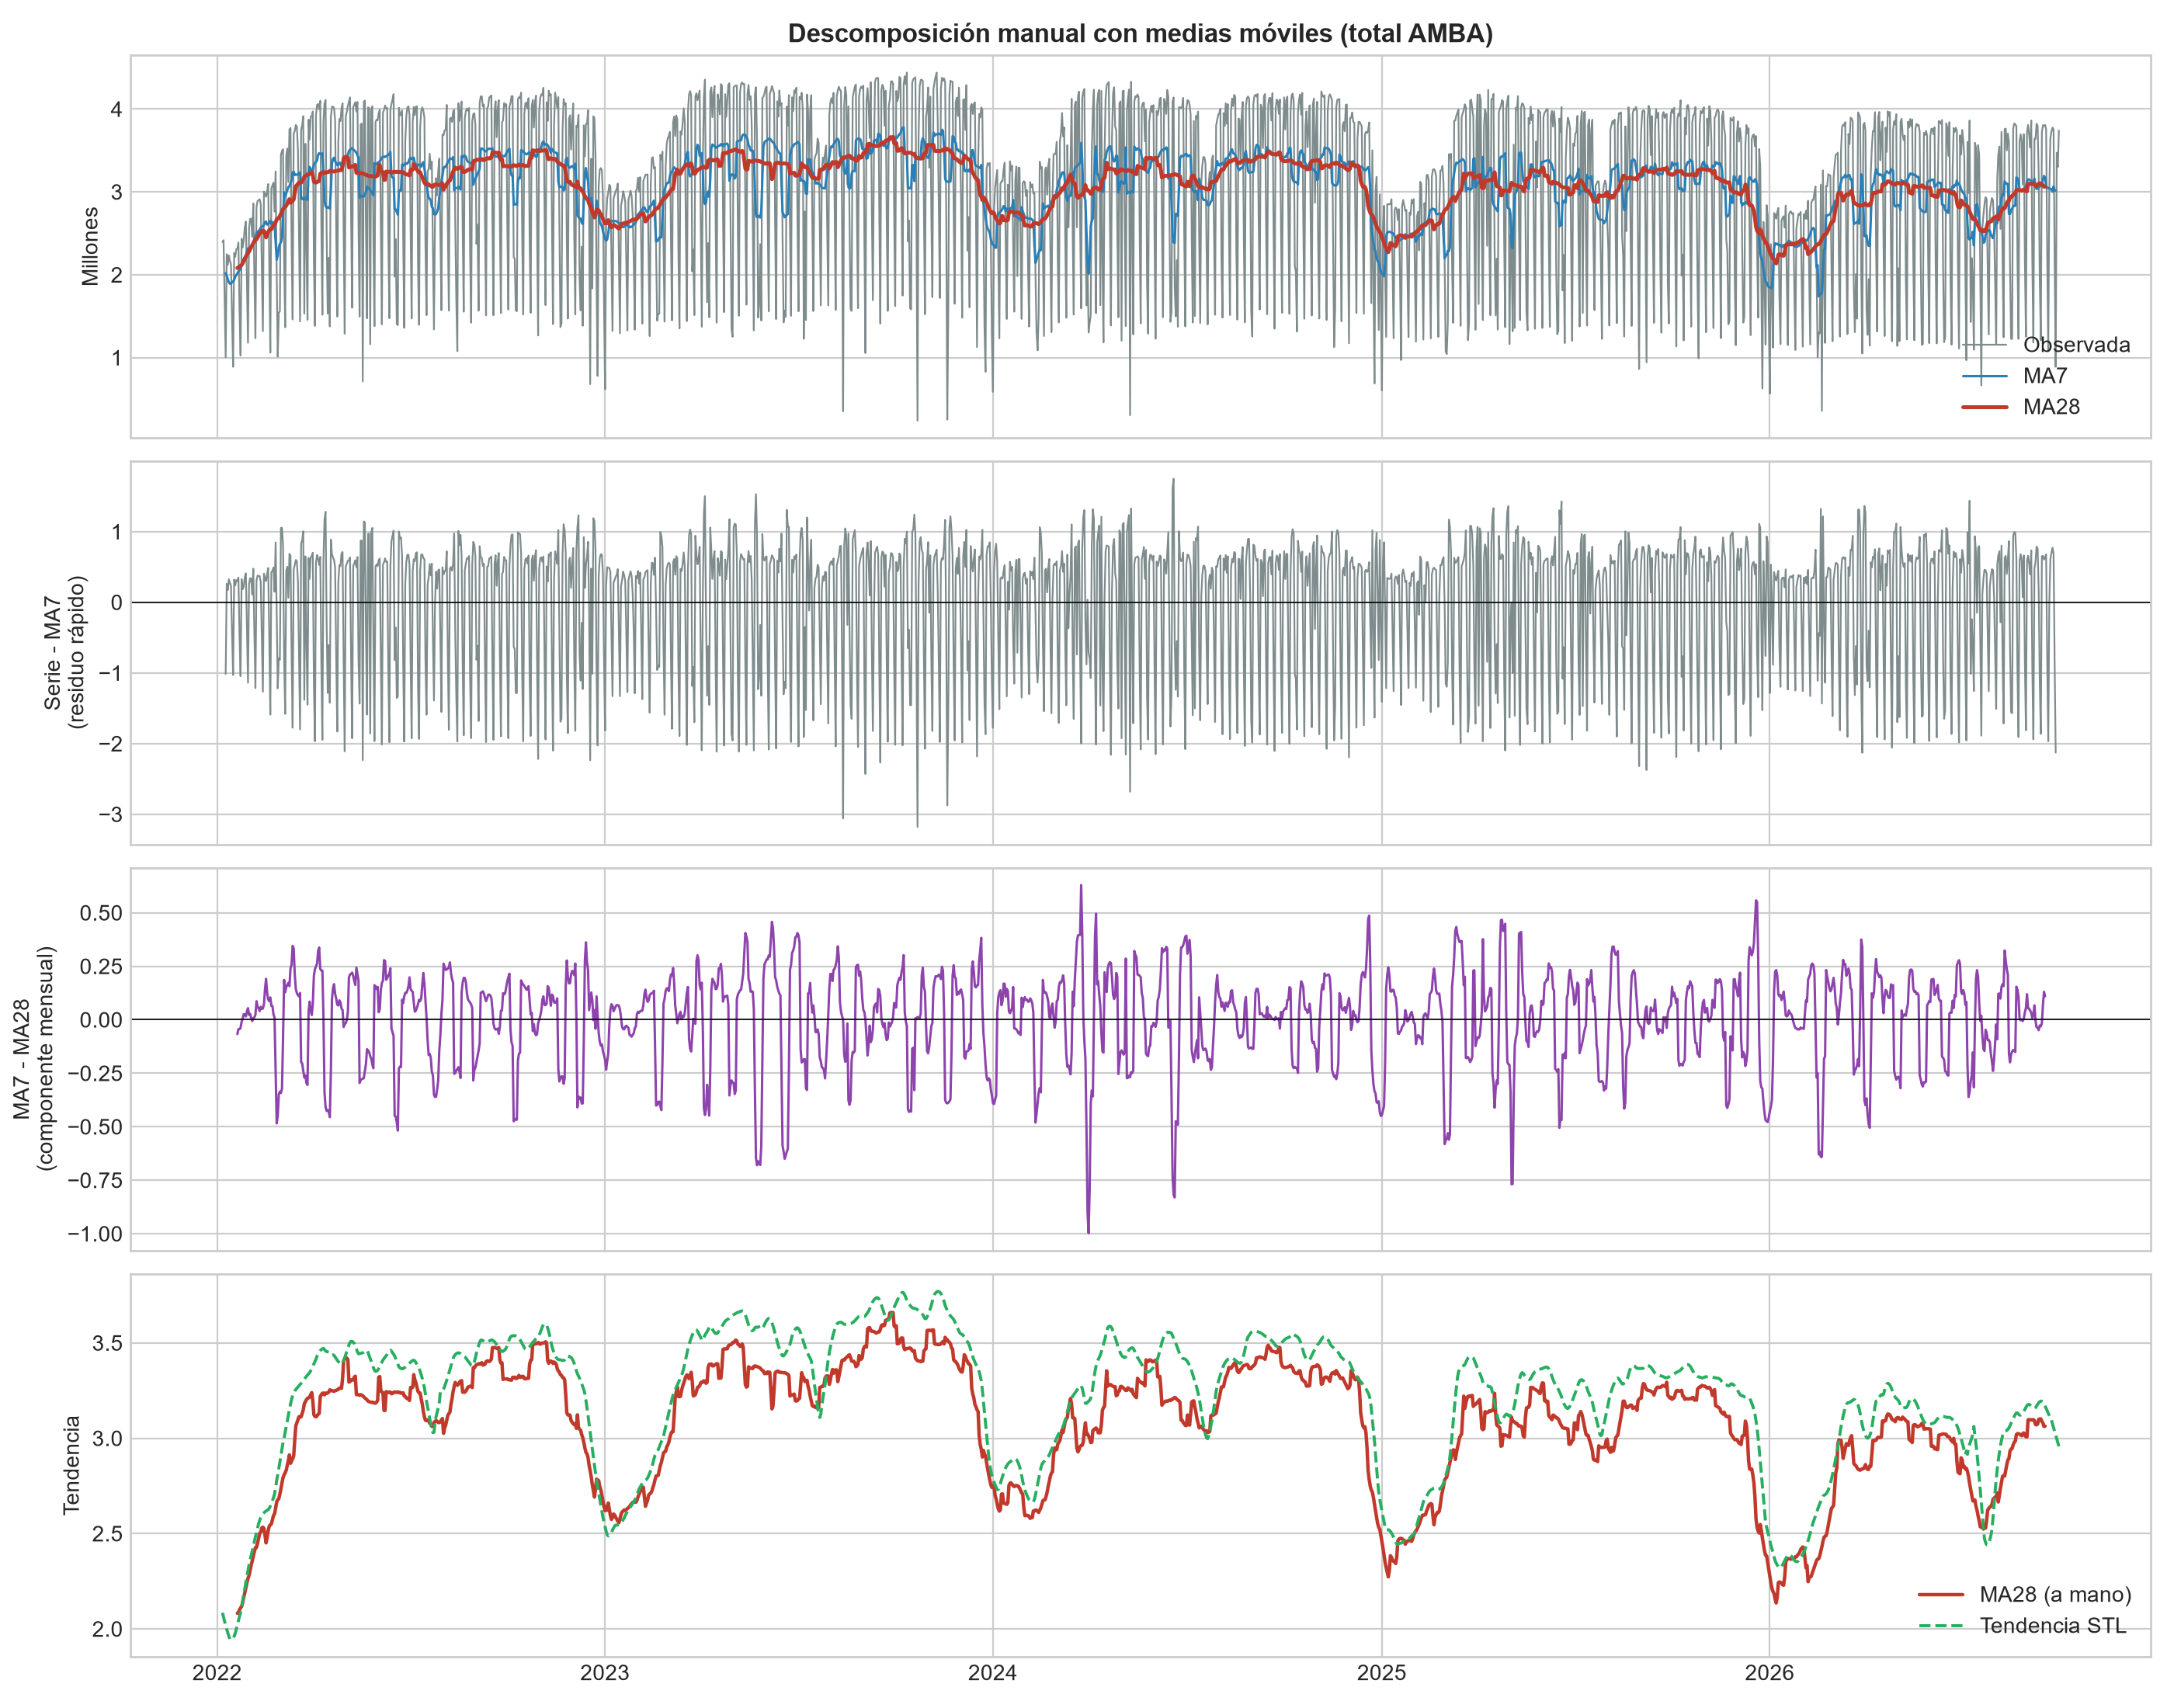 Descomposición manual con medias móviles (total AMBA)
Millones
4
3
2
1
Observada
MA7
MA28
Serie - MA7
(residuo rápido)
1
0
−1
−2
−3
MA7 - MA28
(componente mensual)
0.50
0.25
0.00
−0.25
−0.50
−0.75
−1.00
Tendencia
3.5
3.0
2.5
2.0
MA28 (a mano)
Tendencia STL
2022
2023
2024
2025
2026